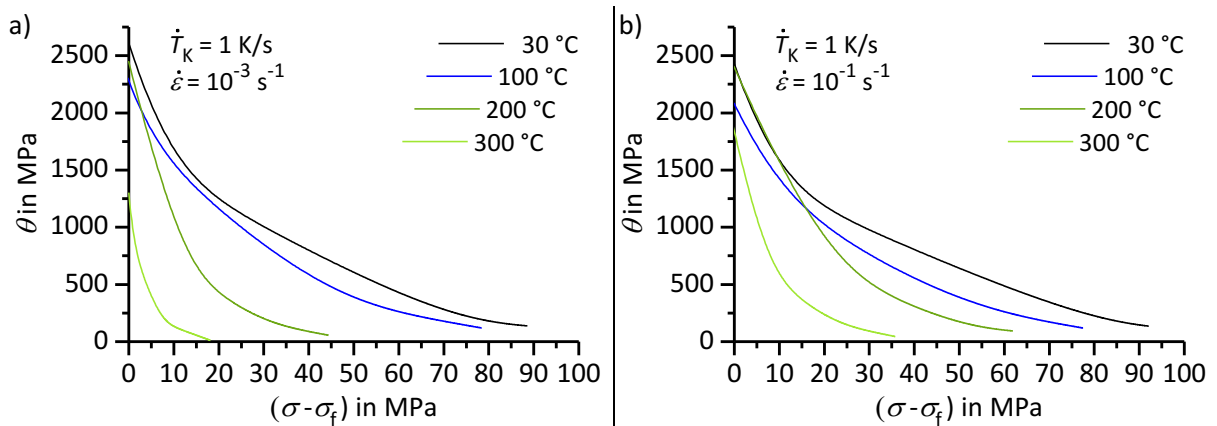 a)
Ṫ_K = 1 K/s
ε̇ = 10⁻³ s⁻¹
30 °C
100 °C
200 °C
300 °C
θ in MPa
2500
2000
1500
1000
500
0
0 10 20 30 40 50 60 70 80 90 100
(σ-σ_f) in MPa
b)
Ṫ_K = 1 K/s
ε̇ = 10⁻¹ s⁻¹
30 °C
100 °C
200 °C
300 °C
θ in MPa
2500
2000
1500
1000
500
0
0 10 20 30 40 50 60 70 80 90 100
(σ-σ_f) in MPa